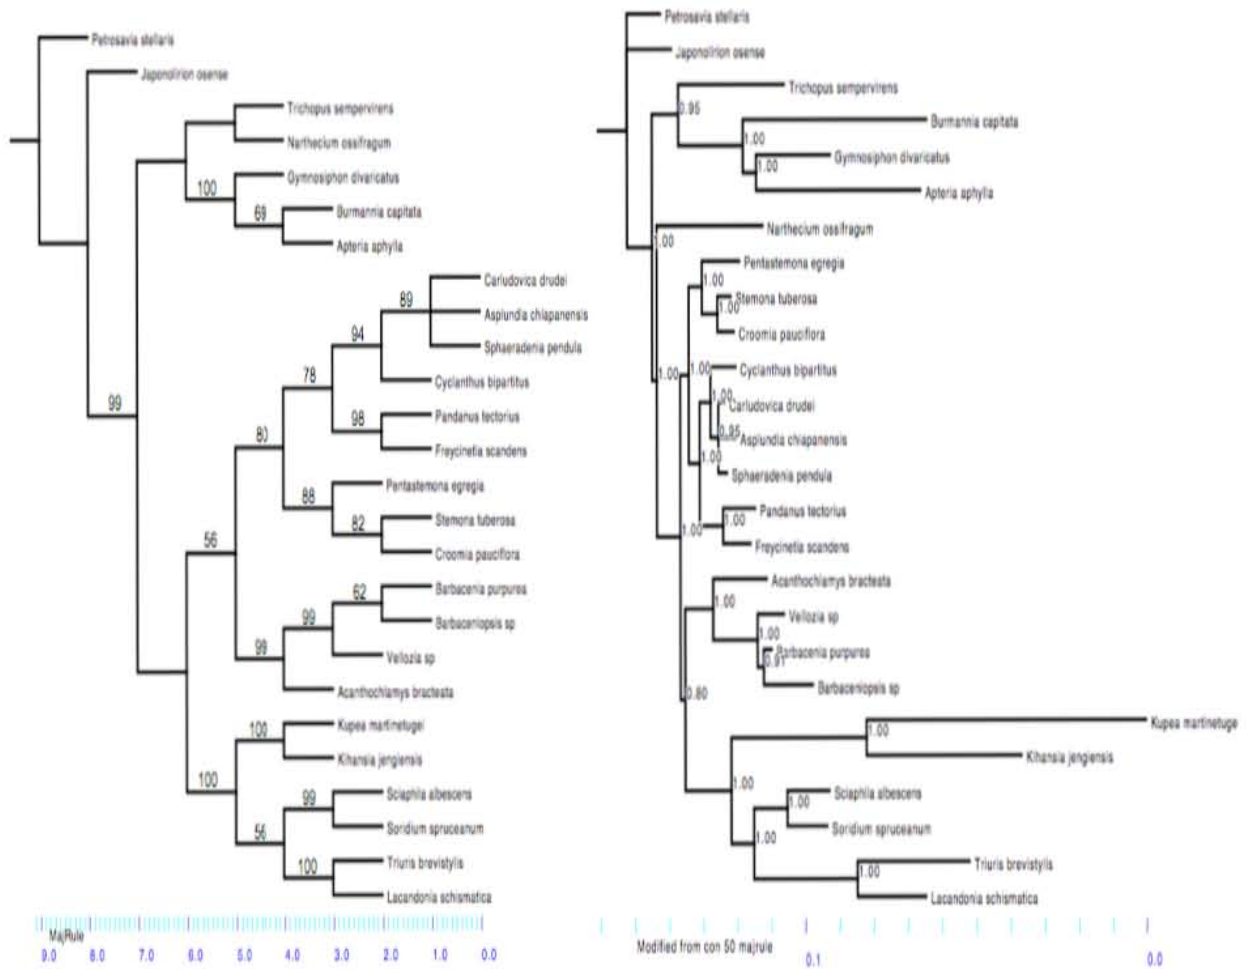 Petrosavia stellaris
Japonolirion osense
Trichopus sempervirens
Narthecium ossifragum
100
Gymnosiphon divaricatus
69
Burmannia capitata
Apteria aphylla
99
Carludovica drudei
89
Asplundia chiapanensis
94
Sphaeradenia pendula
78
Cyclanthus bipartitus
98
Pandanus tectorius
80
Freycinetia scandens
88
Pentastemona egregia
82
Stemona tuberosa
Croomia pauciflora
56
62
Barbacenia purpurea
99
Barbaceniopsis sp
99
Vellozia sp
Acanthochlamys bracteata
100
Kupea martinetugei
Kihansia jengiensis
100
99
Sciaphila albescens
56
Soridium spruceanum
100
Triuris brevistylis
Lacandonia schismatica
MajRule
9.0 8.0 7.0 6.0 5.0 4.0 3.0 2.0 1.0 0.0
Petrosavia stellaris
Japonolirion osense
Trichopus sempervirens
0.95
Burmannia capitata
1.00
Gymnosiphon divaricatus
1.00
Apteria aphylla
Narthecium ossifragum
1.00
Pentastemona egregia
1.00
Stemona tuberosa
1.00
Croomia pauciflora
1.00
1.00
Cyclanthus bipartitus
1.00
Carludovica drudei
0.95
Asplundia chiapanensis
1.00
Sphaeradenia pendula
Pandanus tectorius
1.00
1.00
Freycinetia scandens
Acanthochlamys bracteata
1.00
Vellozia sp
1.00
Barbacenia purpurea
0.91
Barbaceniopsis sp
0.80
Kupea martinetuge
1.00
Kihansia jengiensis
1.00
Sciaphila albescens
1.00
Soridium spruceanum
1.00
Triuris brevistylis
1.00
Lacandonia schismatica
Modified from con 50 majrule
0.1 0.0